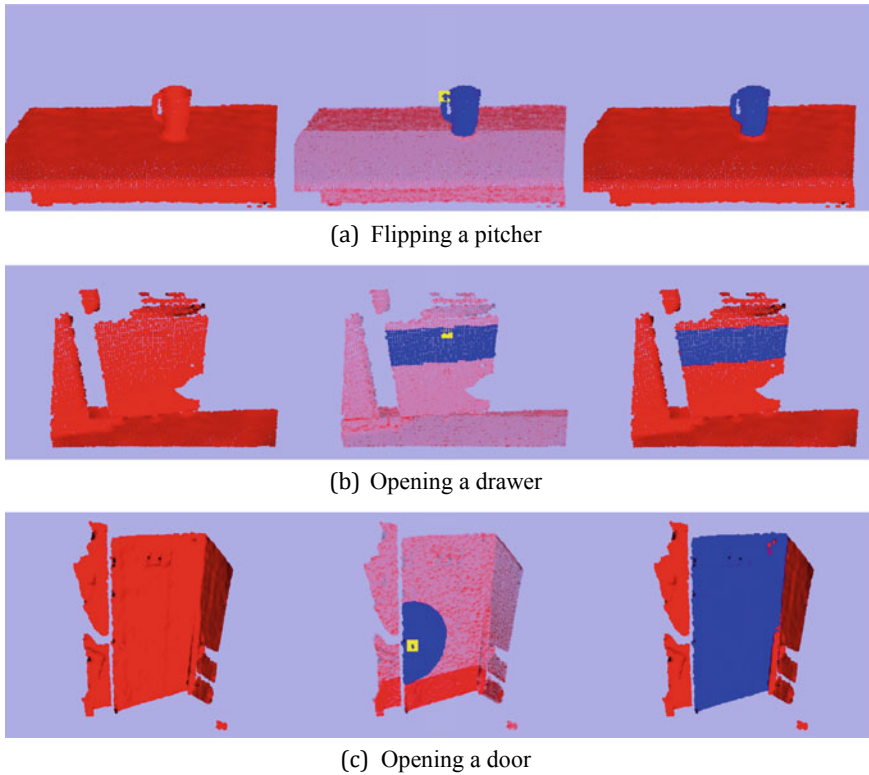 (a) Flipping a pitcher
(b) Opening a drawer
(c) Opening a door